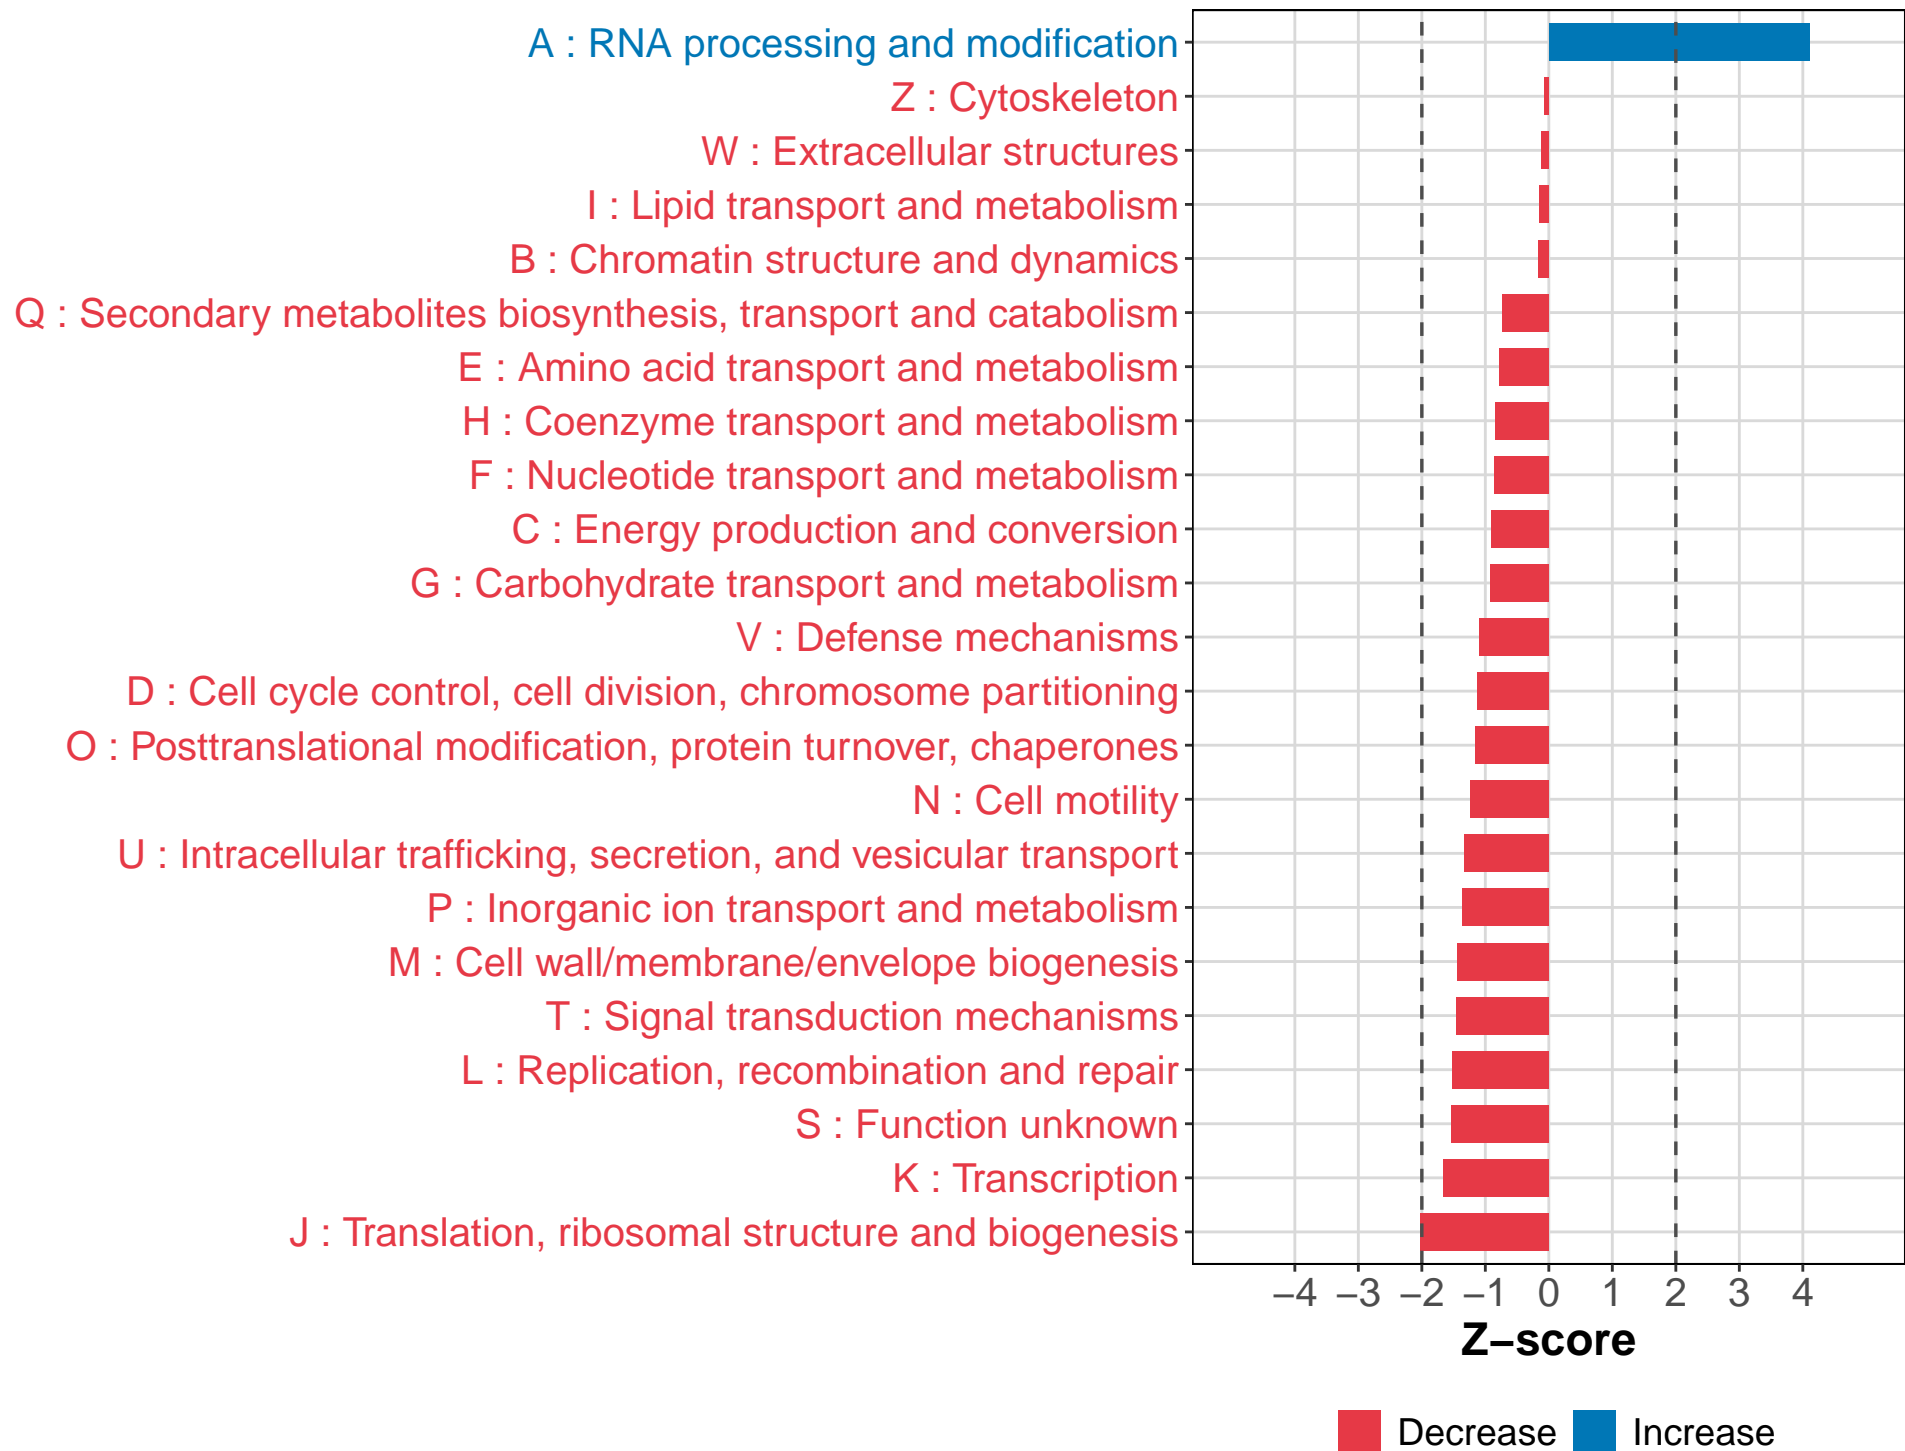 A : RNA processing and modification
Z : Cytoskeleton
W : Extracellular structures
I : Lipid transport and metabolism
B : Chromatin structure and dynamics
Q : Secondary metabolites biosynthesis, transport and catabolism
E : Amino acid transport and metabolism
H : Coenzyme transport and metabolism
F : Nucleotide transport and metabolism
C : Energy production and conversion
G : Carbohydrate transport and metabolism
V : Defense mechanisms
D : Cell cycle control, cell division, chromosome partitioning
O : Posttranslational modification, protein turnover, chaperones
N : Cell motility
U : Intracellular trafficking, secretion, and vesicular transport
P : Inorganic ion transport and metabolism
M : Cell wall/membrane/envelope biogenesis
T : Signal transduction mechanisms
L : Replication, recombination and repair
S : Function unknown
K : Transcription
J : Translation, ribosomal structure and biogenesis
−4 −3 −2 −1 0 1 2 3 4
Z−score
Decrease Increase